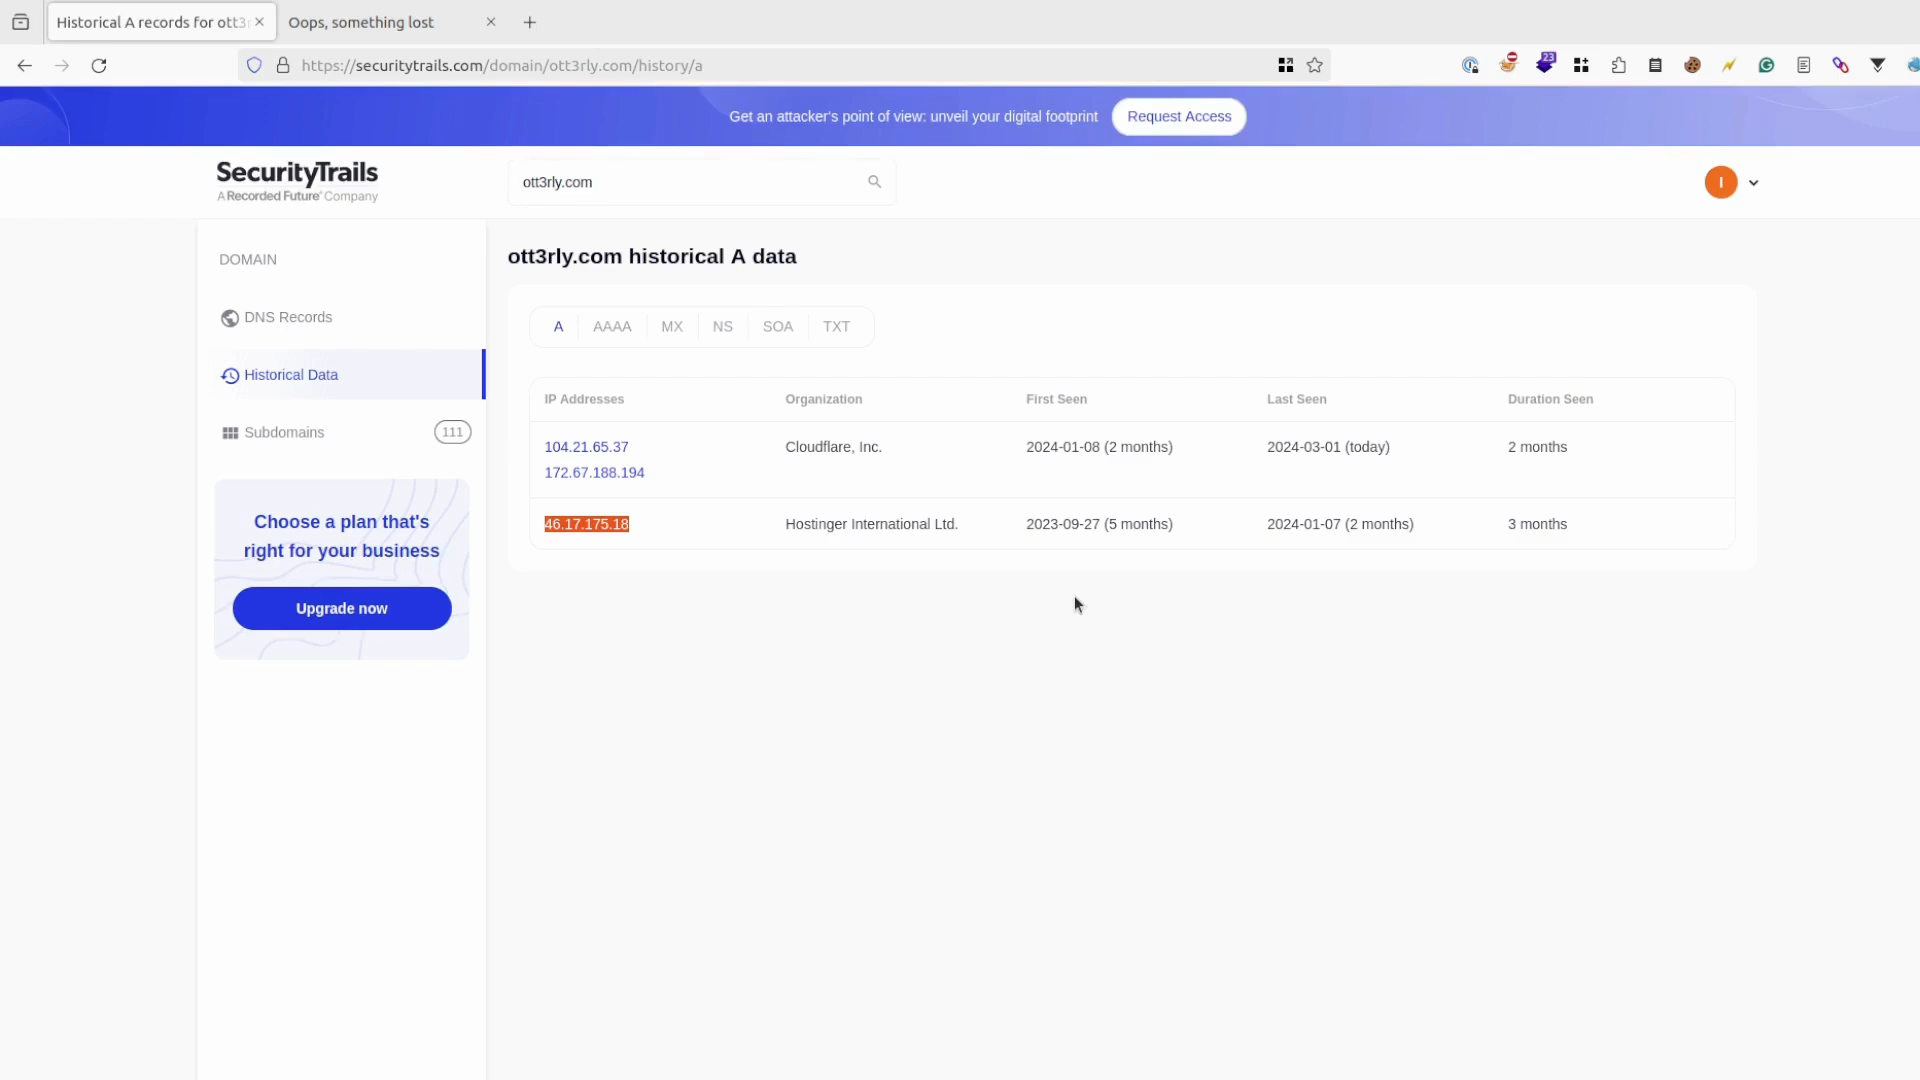 Historical A records for ott3r
Oops, something lost
https://securitytrails.com/domain/ott3rly.com/history/a
23
Get an attacker's point of view: unveil your digital footprint
Request Access
SecurityTrails
A Recorded Future® Company
ott3rly.com
I
DOMAIN
DNS Records
Historical Data
Subdomains
111
Choose a plan that's
right for your business
Upgrade now
ott3rly.com historical A data
A AAAA MX NS SOA TXT
IP Addresses Organization First Seen Last Seen Duration Seen
104.21.65.37 Cloudflare, Inc. 2024-01-08 (2 months) 2024-03-01 (today) 2 months
172.67.188.194
46.17.175.18 Hostinger International Ltd. 2023-09-27 (5 months) 2024-01-07 (2 months) 3 months